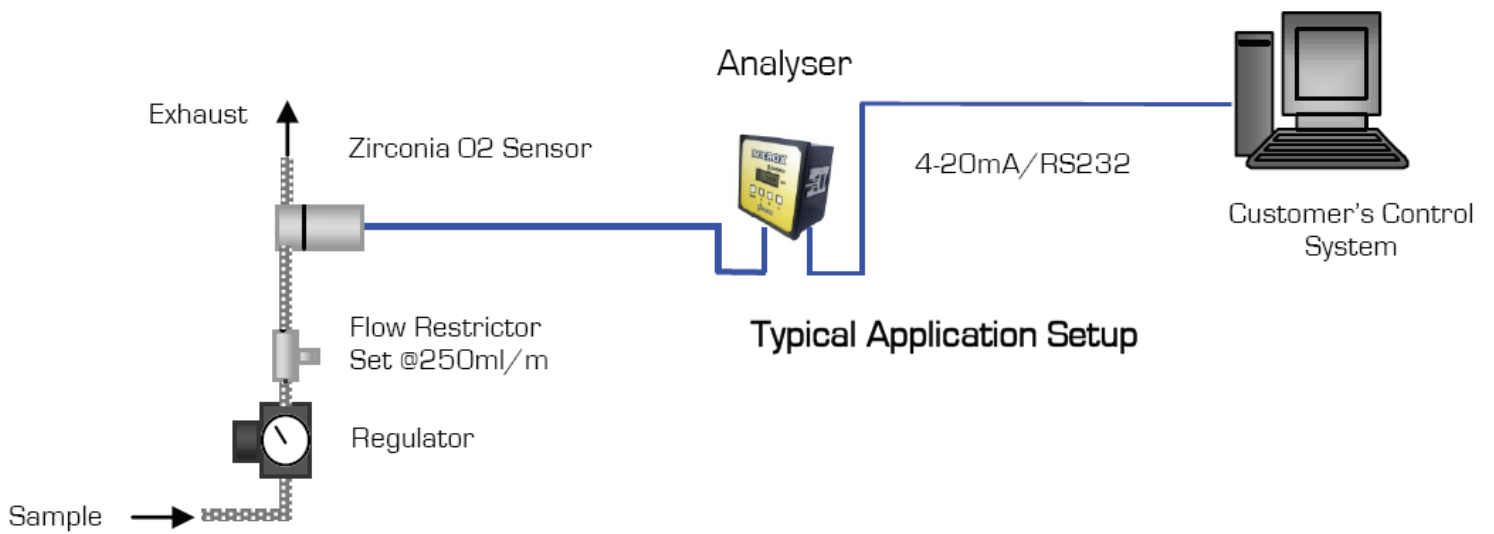 Analyser
Exhaust
Zirconia O2 Sensor
MICROX
4-20mA/RS232
Customer's Control
System
Flow Restrictor
Set @250ml/m
Typical Application Setup
Regulator
Sample